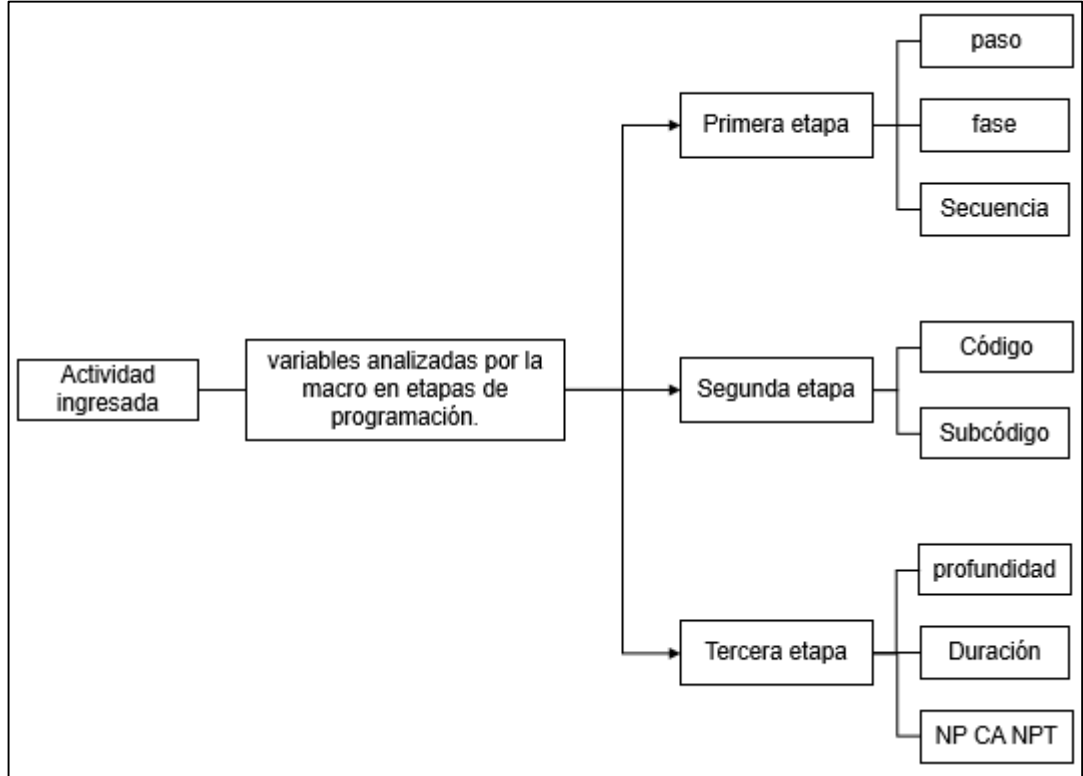 Actividad
ingresada
variables analizadas por la
macro en etapas de
programación.
Primera etapa
paso
fase
Secuencia
Segunda etapa
Código
Subcódigo
Tercera etapa
profundidad
Duración
NP CA NPT